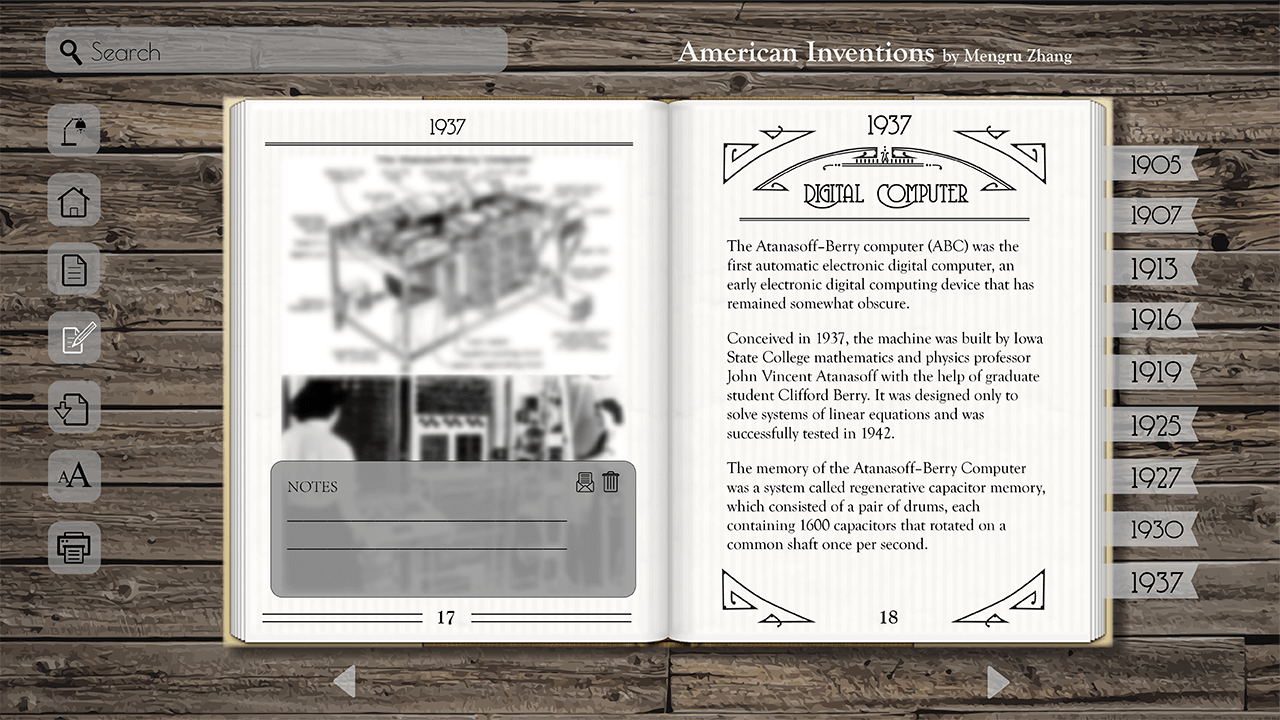 Search
American Inventions by Mengru Zhang
AA
1937
The Atanasoff-Berry Computer
NOTES
17
1937
DIGITAL COMPUTER
The Atanasoff–Berry computer (ABC) was the
first automatic electronic digital computer, an
early electronic digital computing device that has
remained somewhat obscure.
Conceived in 1937, the machine was built by Iowa
State College mathematics and physics professor
John Vincent Atanasoff with the help of graduate
student Clifford Berry. It was designed only to
solve systems of linear equations and was
successfully tested in 1942.
The memory of the Atanasoff–Berry Computer
was a system called regenerative capacitor memory,
which consisted of a pair of drums, each
containing 1600 capacitors that rotated on a
common shaft once per second.
18
1905
1907
1913
1916
1919
1925
1927
1930
1937